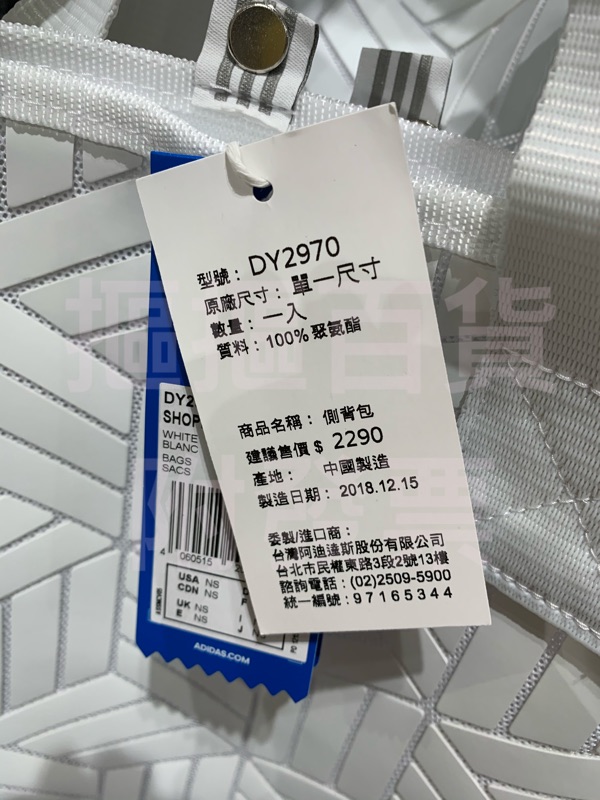 型號： DY2970
原廠尺寸： 單一尺寸
數量： 一入
質料：100% 聚氨酯
商品名稱： 側背包
建議售價 $ 2290
產地： 中國製造
製造日期： 2018.12.15
委製/進口商：
台灣阿迪達斯股份有限公司
台北市民權東路3段2號13樓
諮詢電話：(02)2509-5900
統一編號：97165344
DY2
SHOP
WHITE
BLANC
BAGS
SACS
4 060515
USA NS
CDN NS
UK NS
E NS
ADIDAS.COM
百貨